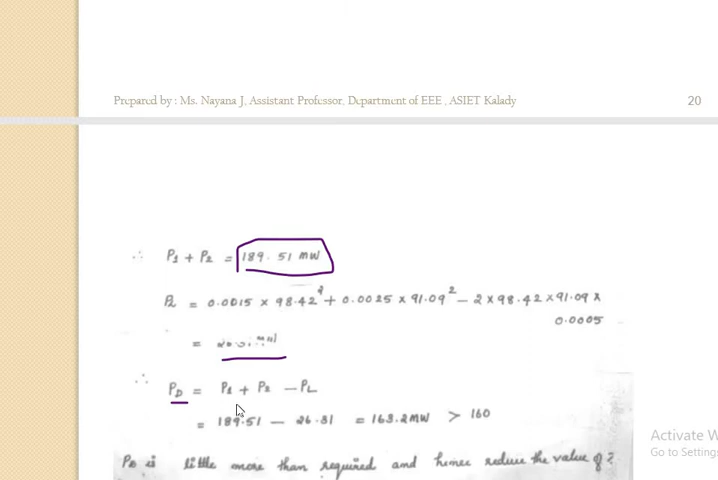 Prepared by : Ms. Nayana J, Assistant Professor, Department of EEE , ASIET Kalady 20
∴ P1 + P2 = 189.51 MW
PL = 0.0015 × 98.42² + 0.0025 × 91.09² − 2 × 98.42 × 91.09 ×
0.0005
=
∴ PD = P1 + P2 − PL
= 189.51 − 26.31 = 163.2MW > 160
PD is little more than required and hence reduce the value of λ
Activate W
Go to Settings